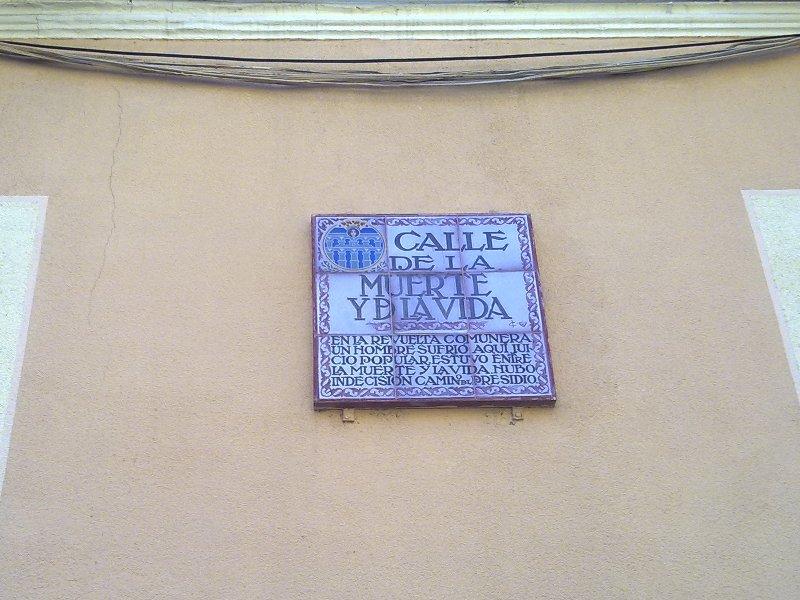 CALLE
DE LA
MUERTE
Y D LA VIDA
EN LA REVUELTA COMUNERA
UN HOMBRE SUFRIO AQUI JUI-
CIO POPULAR. ESTUVO ENTRE
LA MUERTE Y LA VIDA. HUBO
INDECISION CAMINO DEL PRESIDIO.